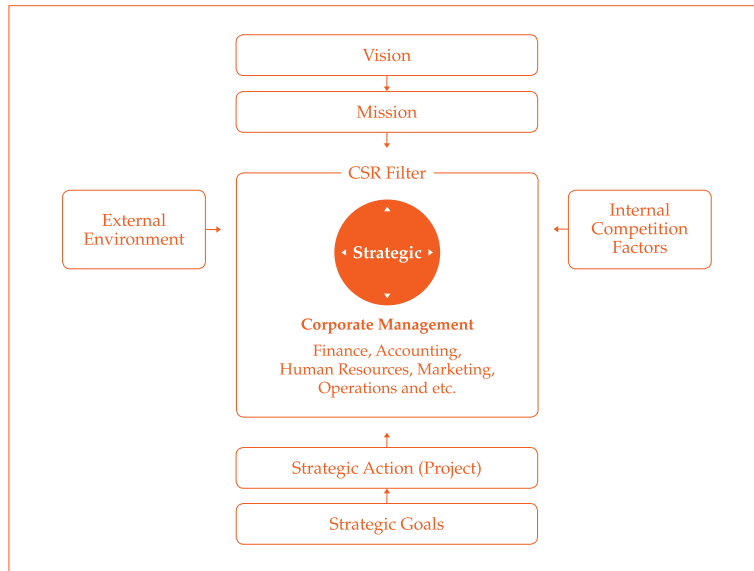 Vision
Mission
CSR Filter
External
Environment
Strategic
Internal
Competition
Factors
Corporate Management
Finance, Accounting,
Human Resources, Marketing,
Operations and etc.
Strategic Action (Project)
Strategic Goals